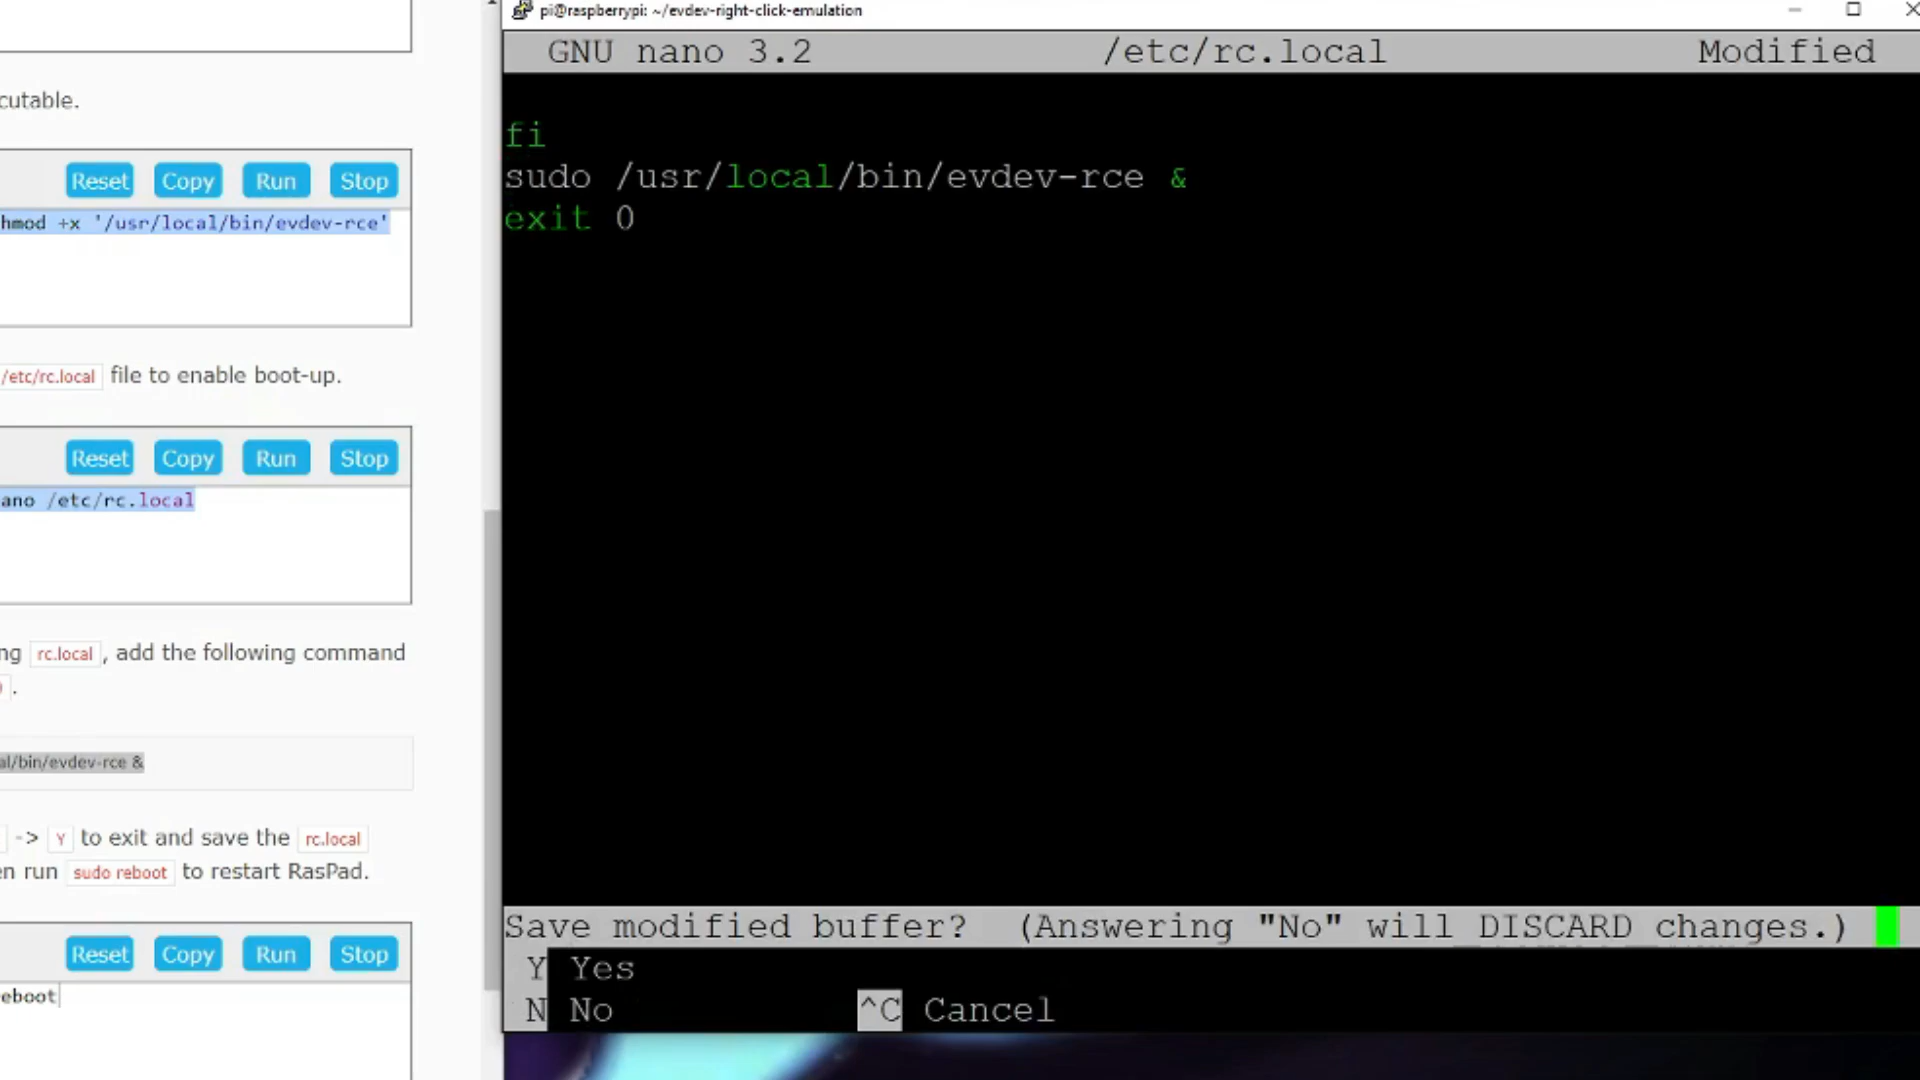 cutable.
Reset Copy Run Stop
hmod +x '/usr/local/bin/evdev-rce'
/etc/rc.local file to enable boot-up.
Reset Copy Run Stop
ano /etc/rc.local
ng rc.local , add the following command
.
al/bin/evdev-rce &
-> Y to exit and save the rc.local
en run sudo reboot to restart RasPad.
Reset Copy Run Stop
eboot
pi@raspberrypi: ~/evdev-right-click-emulation
GNU nano 3.2 /etc/rc.local Modified
fi
sudo /usr/local/bin/evdev-rce &
exit 0
Save modified buffer? (Answering "No" will DISCARD changes.)
Y Yes
N No ^C Cancel